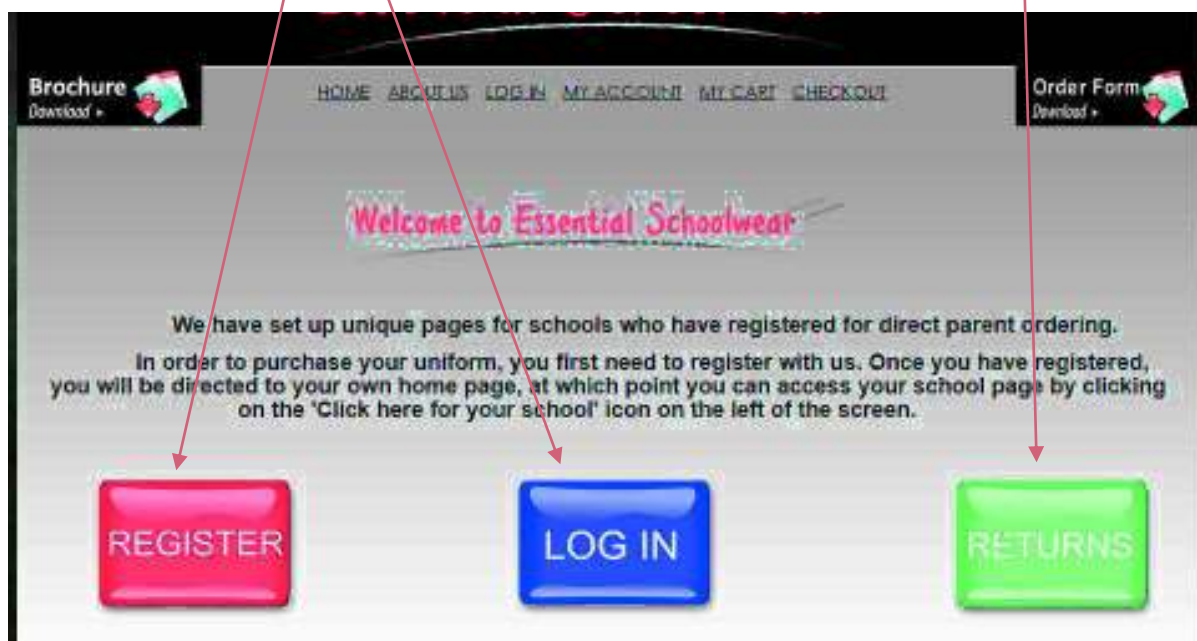 Brochure
Download
HOME ABOUT US LOG IN MY ACCOUNT MY CART CHECKOUT
Order Form
Download
Welcome to Essential Schoolwear
We have set up unique pages for schools who have registered for direct parent ordering.
In order to purchase your uniform, you first need to register with us. Once you have registered,
you will be directed to your own home page, at which point you can access your school page by clicking
on the 'Click here for your school' icon on the left of the screen.
REGISTER
LOG IN
RETURNS